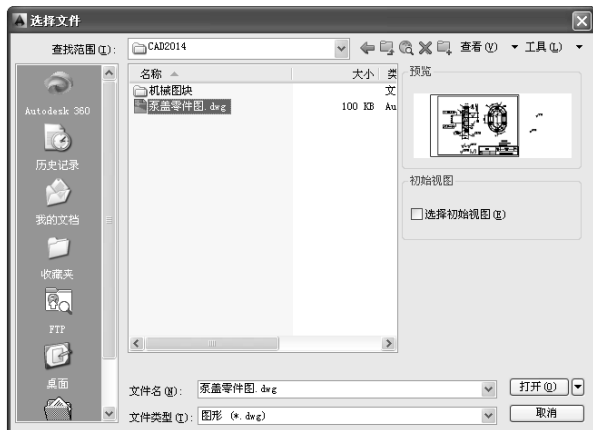 选择文件
查找范围(I): CAD2014 查看(V) 工具(L)
名称 大小 类
机械图块 文
泵盖零件图.dwg 100 KB Au
Autodesk 360
历史记录
我的文档
收藏夹
FTP
桌面
预览
初始视图
选择初始视图(E)
文件名(N): 泵盖零件图.dwg 打开(O)
文件类型(T): 图形 (*.dwg) 取消